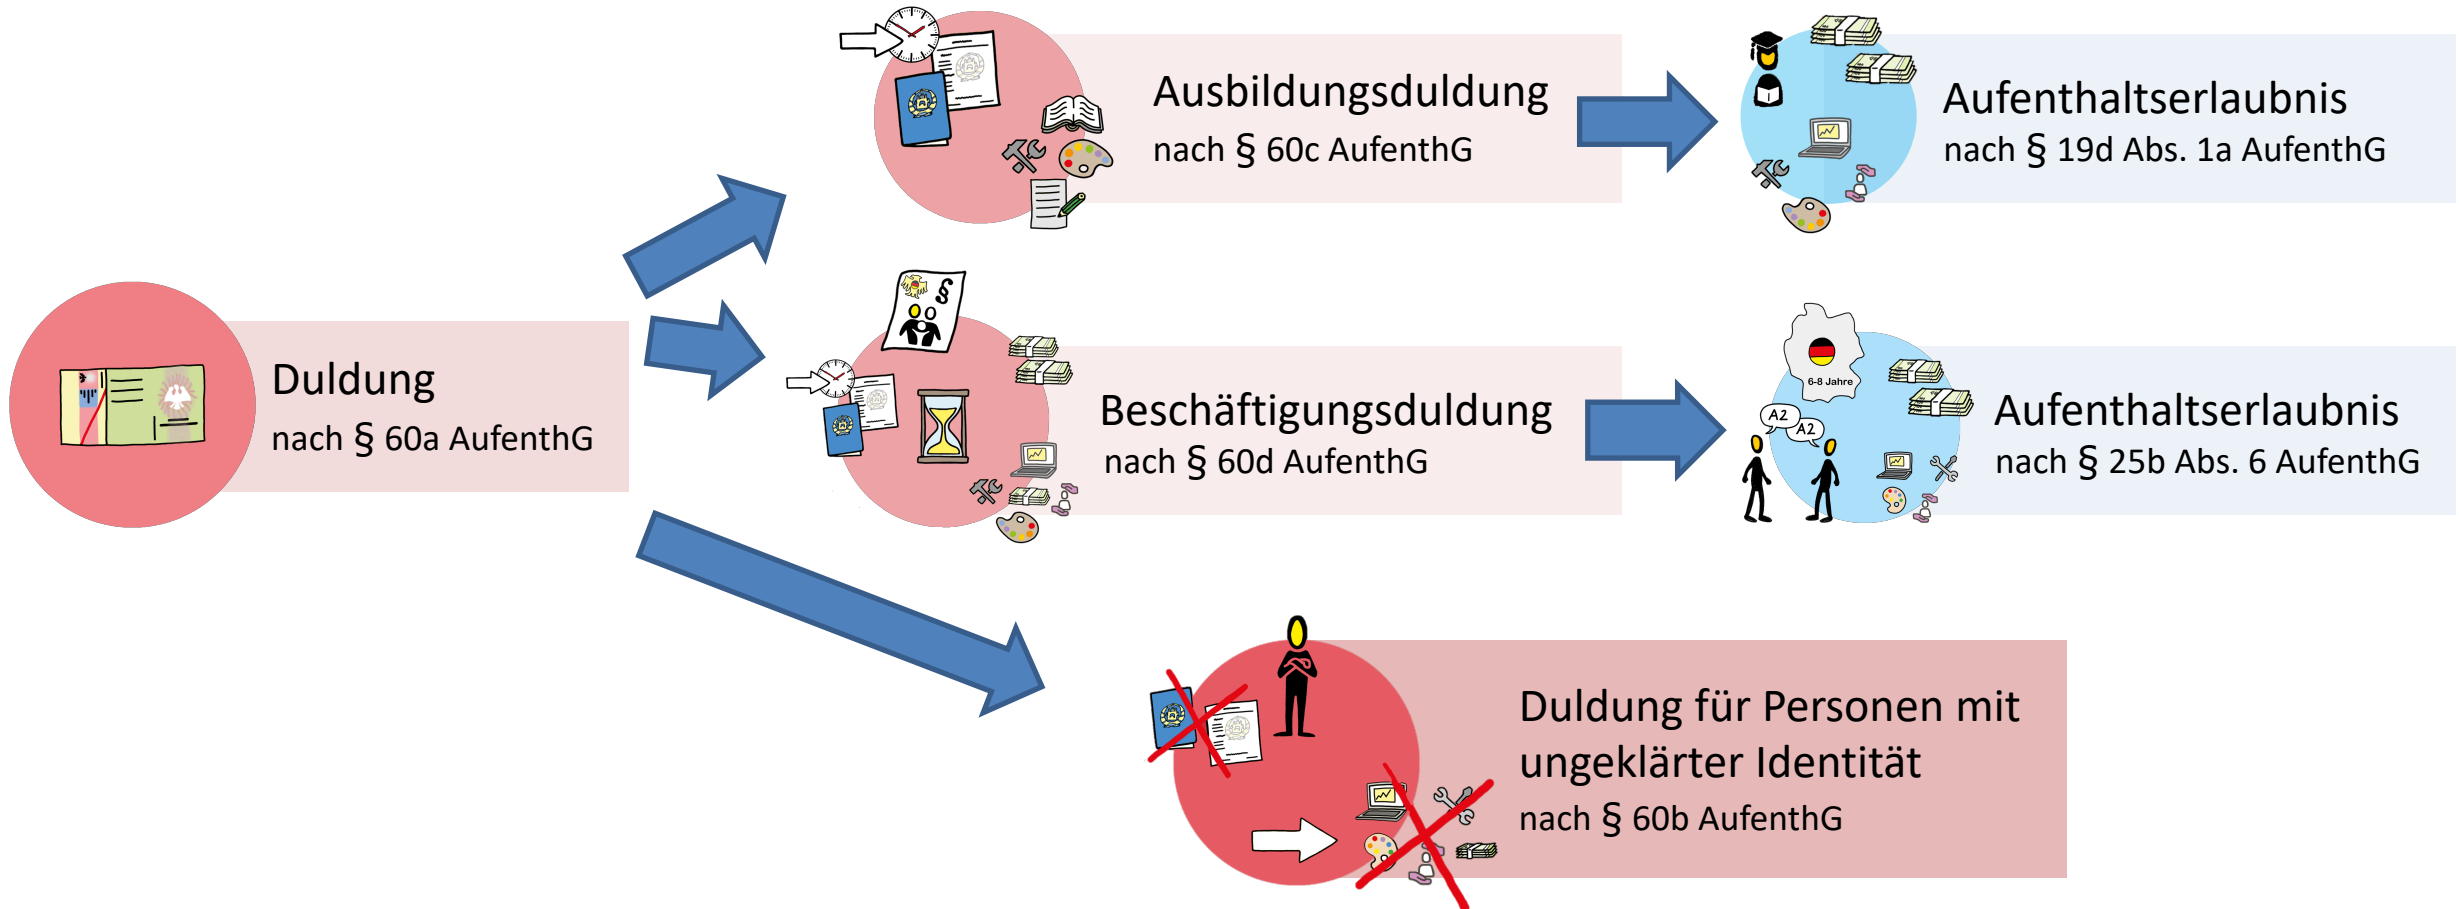 Ausbildungsduldung
nach § 60c AufenthG
Aufenthaltserlaubnis
nach § 19d Abs. 1a AufenthG
Duldung
nach § 60a AufenthG
§
Beschäftigungsduldung
nach § 60d AufenthG
6-8 Jahre
A2
A2
Aufenthaltserlaubnis
nach § 25b Abs. 6 AufenthG
Duldung für Personen mit
ungeklärter Identität
nach § 60b AufenthG